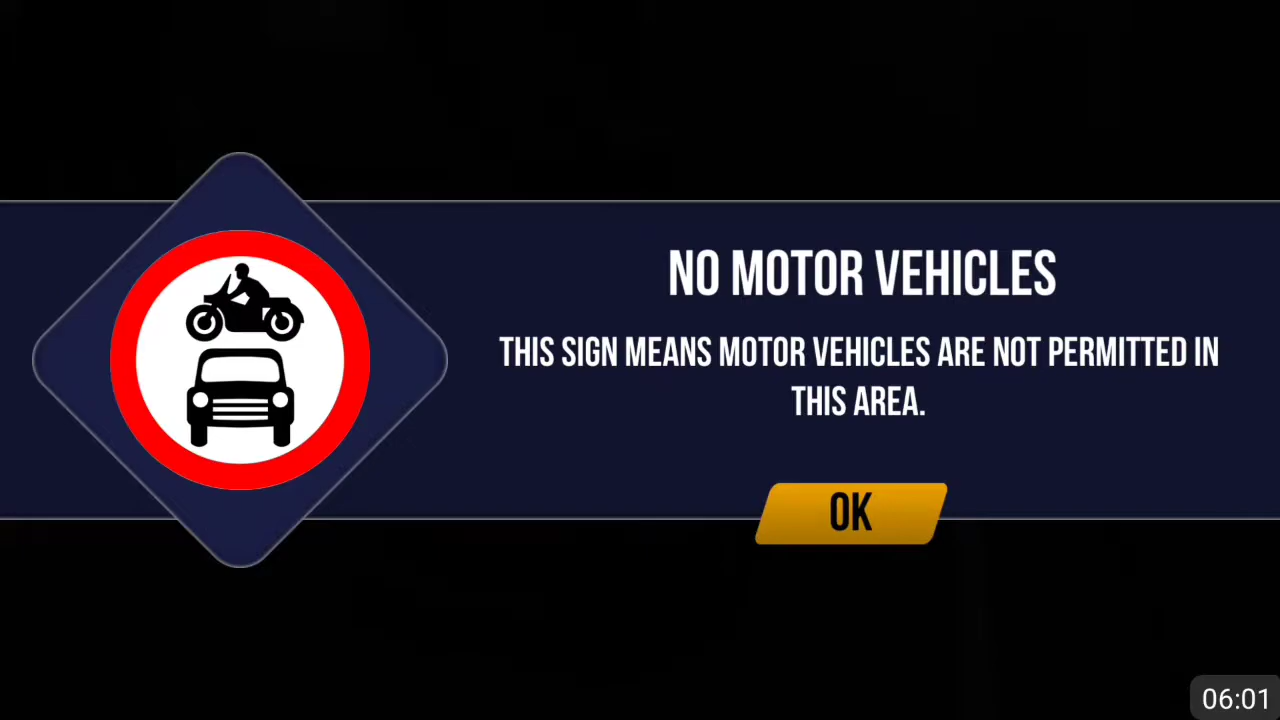 NO MOTOR VEHICLES
THIS SIGN MEANS MOTOR VEHICLES ARE NOT PERMITTED IN
THIS AREA.
OK
06:01